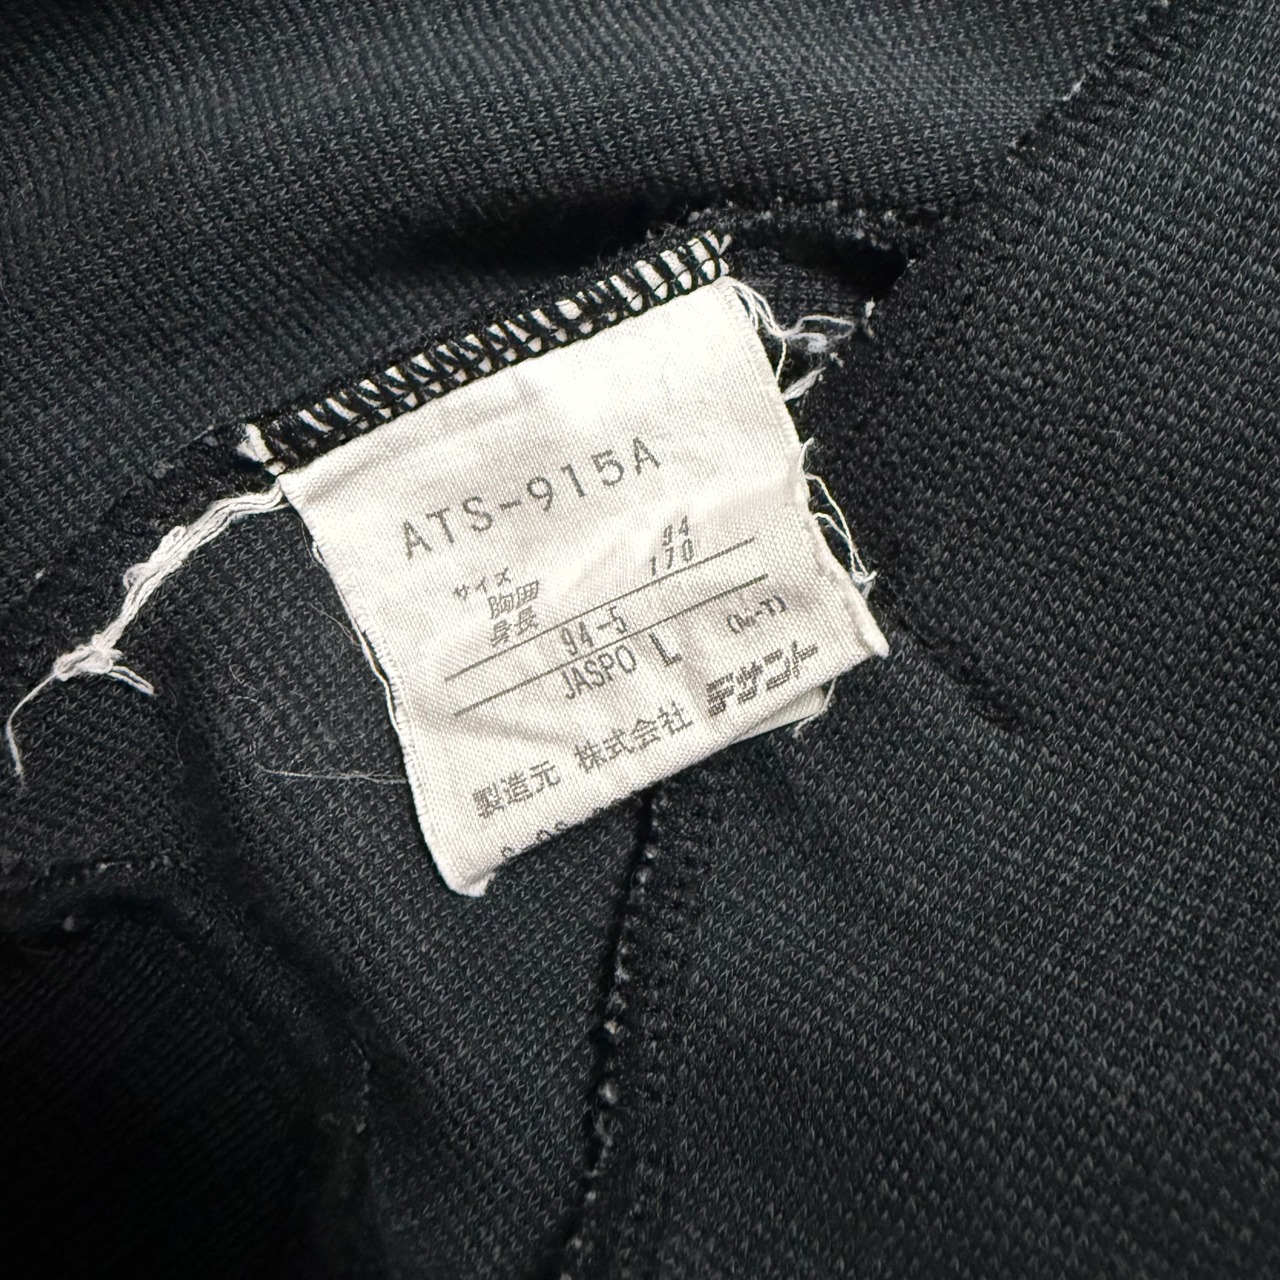 ATS-915A
サイズ
胸囲 94
身長 170
94-5
JASPO L (h-T)
製造元 株式会社 デサント